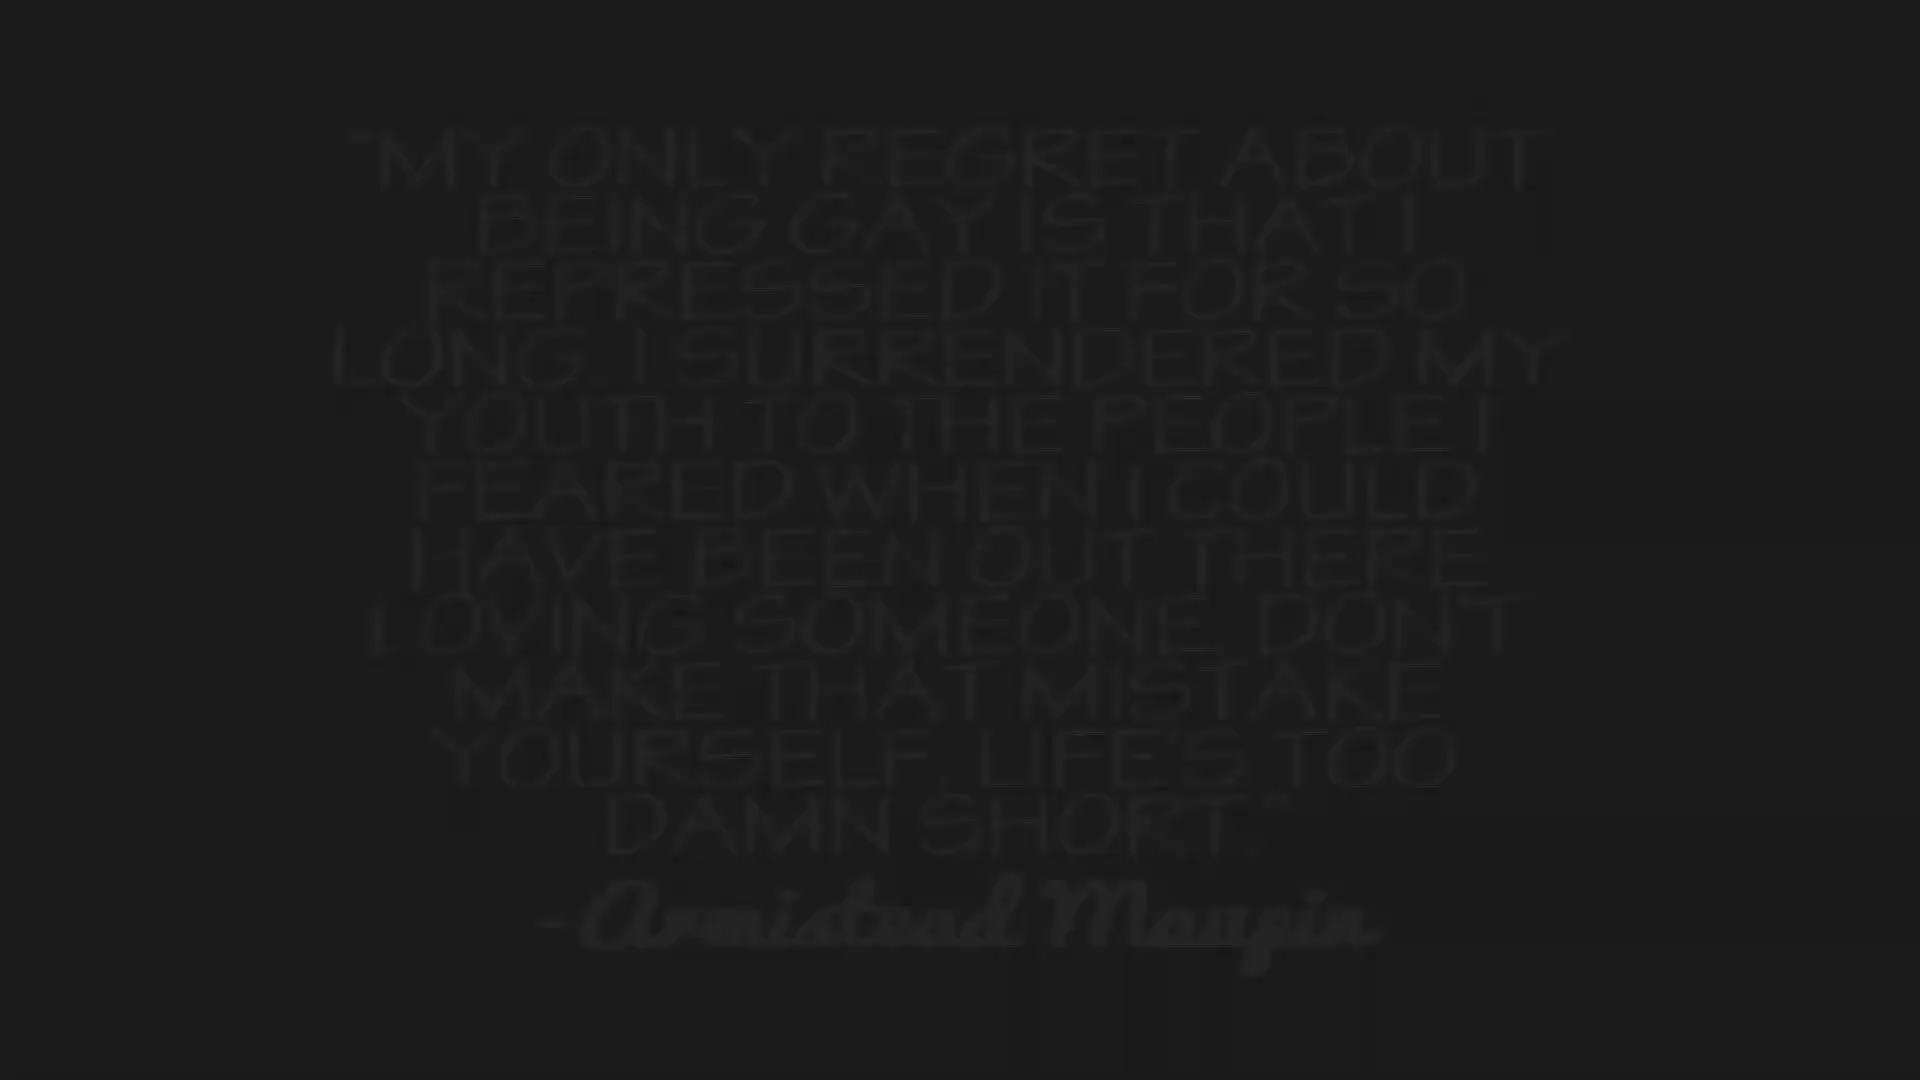 "MY ONLY REGRET ABOUT
BEING GAY IS THAT I
REPRESSED IT FOR SO
LONG. I SURRENDERED MY
YOUTH TO THE PEOPLE I
FEARED WHEN I COULD
HAVE BEEN OUT THERE
LOVING SOMEONE. DON'T
MAKE THAT MISTAKE
YOURSELF. LIFE'S TOO
DAMN SHORT."
-Armistead Maupin